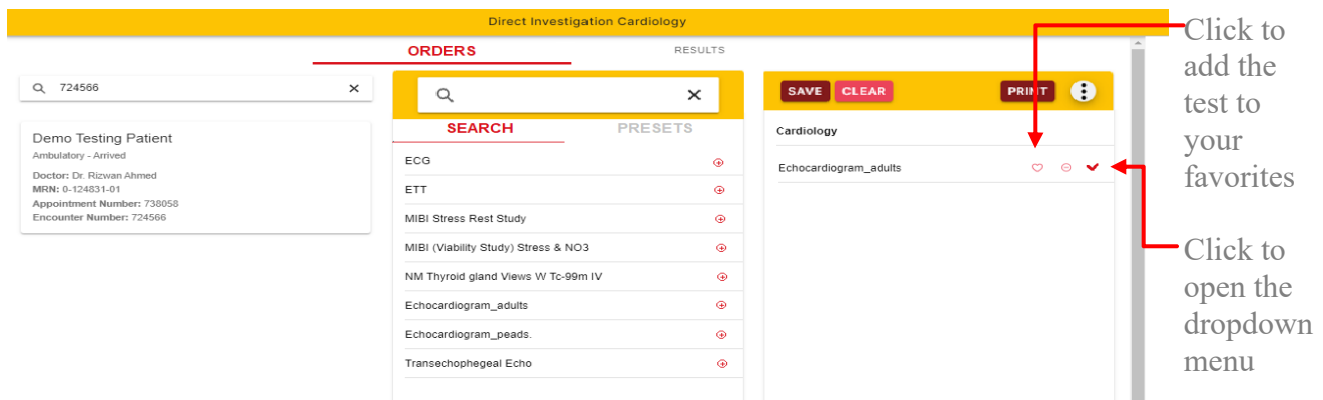 Direct Investigation Cardiology
ORDERS
RESULTS
724566
Demo Testing Patient
Ambulatory - Arrived
Doctor: Dr. Rizwan Ahmed
MRN: 0-124831-01
Appointment Number: 738058
Encounter Number: 724566
SEARCH
PRESETS
ECG
ETT
MIBI Stress Rest Study
MIBI (Viability Study) Stress & NO3
NM Thyroid gland Views W Tc-99m IV
Echocardiogram_adults
Echocardiogram_peads.
Transechophegeal Echo
SAVE
CLEAR
PRINT
Cardiology
Echocardiogram_adults
Click to
add the
test to
your
favorites
Click to
open the
dropdown
menu